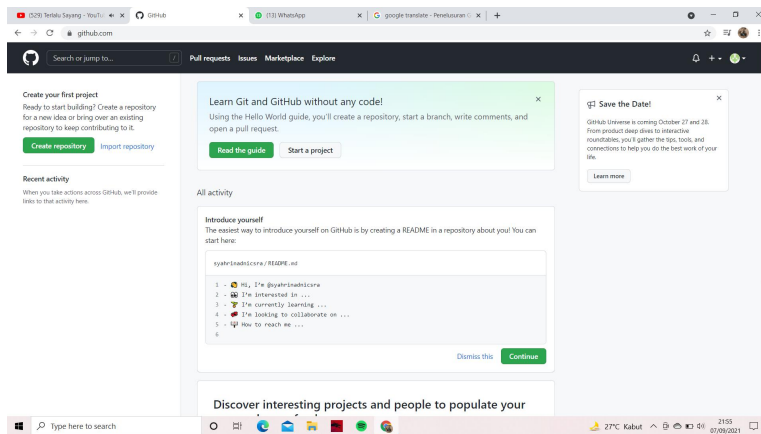 (529) Terlalu Sayang - YouTu
GitHub
(13) WhatsApp
google translate - Penelusuran G
github.com
Search or jump to...
/
Pull requests Issues Marketplace Explore
Create your first project
Ready to start building? Create a repository
for a new idea or bring over an existing
repository to keep contributing to it.
Create repository
Import repository
Recent activity
When you take actions across GitHub, we'll provide
links to that activity here.
Learn Git and GitHub without any code!
Using the Hello World guide, you'll create a repository, start a branch, write comments, and
open a pull request.
Read the guide
Start a project
All activity
Introduce yourself
The easiest way to introduce yourself on GitHub is by creating a README in a repository about you! You can
start here:
syahrinadnicsra/README.md
1 - 👋 Hi, I'm @syahrinadnicsra
2 - 👀 I'm interested in ...
3 - 🌱 I'm currently learning ...
4 - 💞️ I'm looking to collaborate on ...
5 - 📫 How to reach me ...
6
Dismiss this
Continue
Discover interesting projects and people to populate your
Save the Date!
GitHub Universe is coming October 27 and 28.
From product deep dives to interactive
roundtables, you'll gather the tips, tools, and
connections to help you do the best work of your
life.
Learn more
Type here to search
27°C Kabut
21:55
07/09/2021